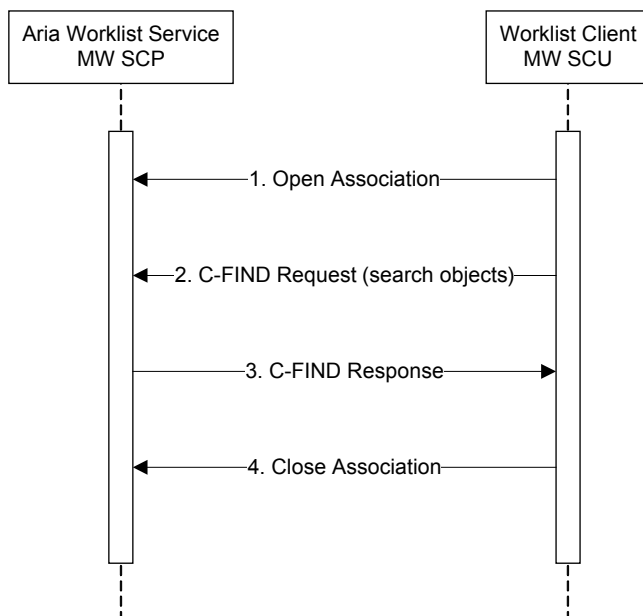 Aria Worklist Service
MW SCP
Worklist Client
MW SCU
1. Open Association
2. C-FIND Request (search objects)
3. C-FIND Response
4. Close Association